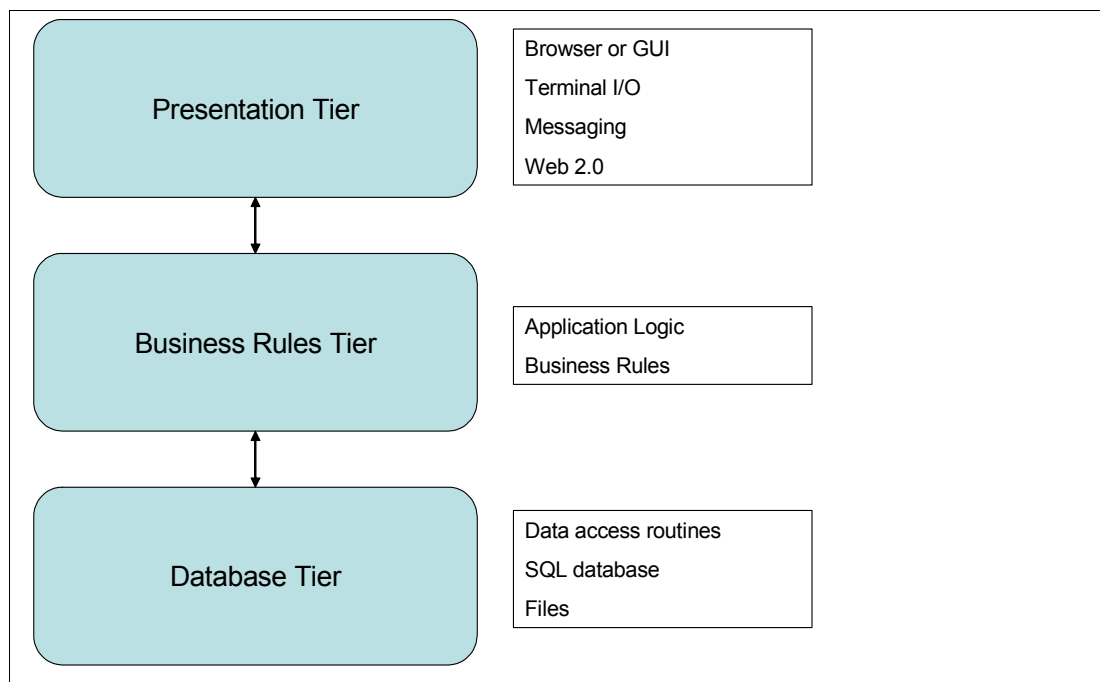 Presentation Tier
Browser or GUI
Terminal I/O
Messaging
Web 2.0
Business Rules Tier
Application Logic
Business Rules
Database Tier
Data access routines
SQL database
Files